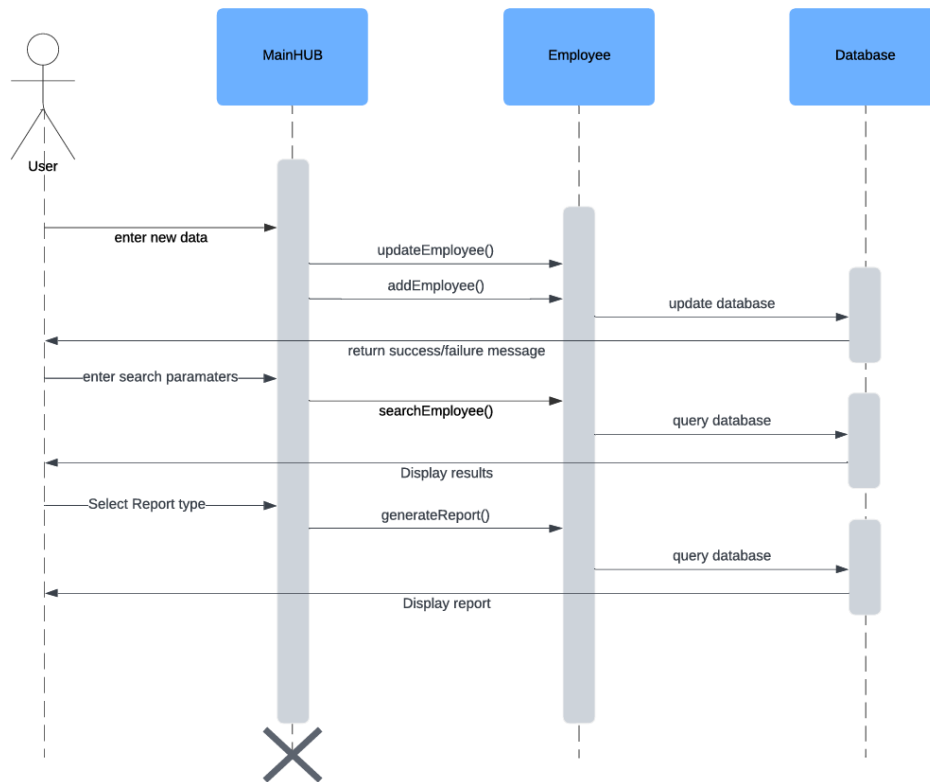 MainHUB
Employee
Database
User
enter new data
updateEmployee()
addEmployee()
update database
return success/failure message
enter search paramaters
searchEmployee()
query database
Display results
Select Report type
generateReport()
query database
Display report